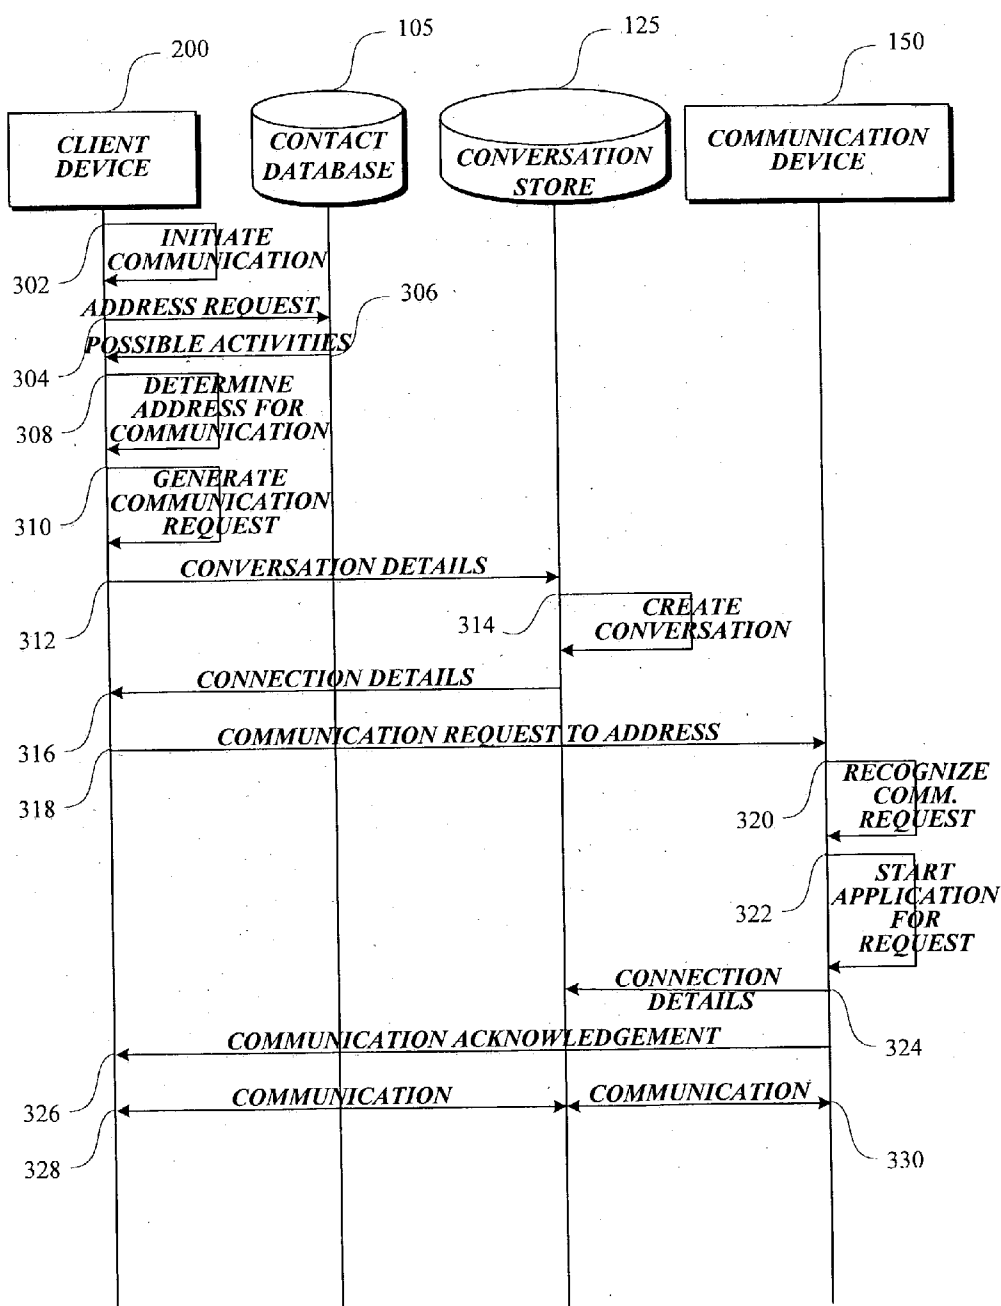 200
105
125
150
CLIENT
DEVICE
CONTACT
DATABASE
CONVERSATION
STORE
COMMUNICATION
DEVICE
INITIATE
COMMUNICATION
302
ADDRESS REQUEST
306
POSSIBLE ACTIVITIES
304
DETERMINE
ADDRESS FOR
COMMUNICATION
308
GENERATE
COMMUNICATION
REQUEST
310
CONVERSATION DETAILS
312
CREATE
CONVERSATION
314
CONNECTION DETAILS
316
COMMUNICATION REQUEST TO ADDRESS
318
RECOGNIZE
COMM.
REQUEST
320
START
APPLICATION
FOR
REQUEST
322
CONNECTION
DETAILS
324
COMMUNICATION ACKNOWLEDGEMENT
326
COMMUNICATION
COMMUNICATION
328
330